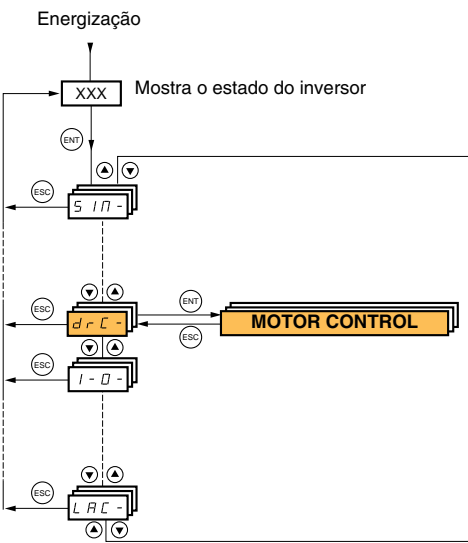 Energização
XXX
Mostra o estado do inversor
ENT
ESC
SIM-
ESC
drC-
ENT
ESC
MOTOR CONTROL
ESC
I-O-
ESC
LAC-